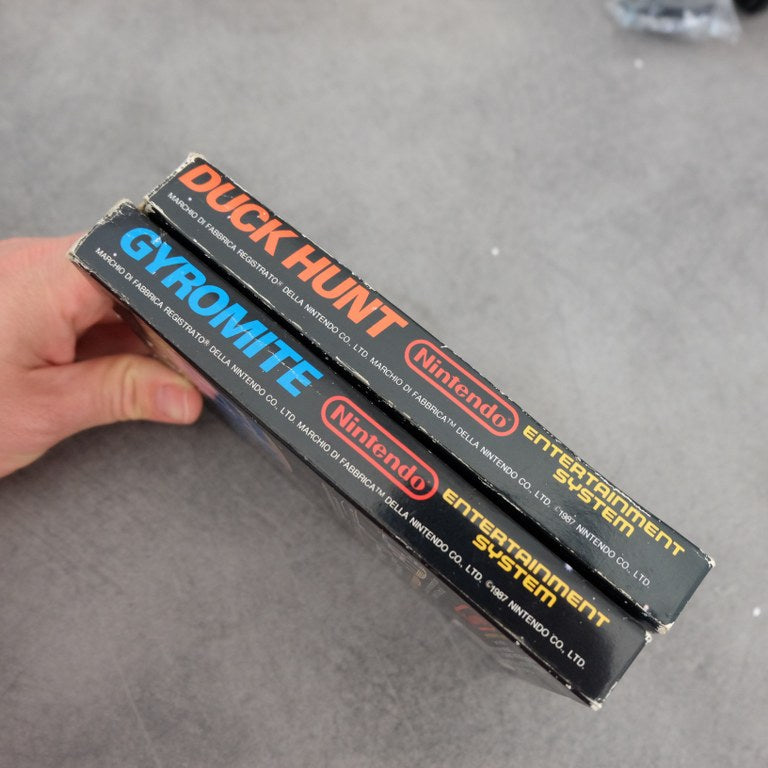 DUCK HUNT
Nintendo
ENTERTAINMENT
SYSTEM
MARCHIO DI FABBRICA REGISTRATO® DELLA NINTENDO CO., LTD. MARCHIO DI FABBRICA™ DELLA NINTENDO CO., LTD. ©1987 NINTENDO CO., LTD.
GYROMITE
Nintendo
ENTERTAINMENT
SYSTEM
MARCHIO DI FABBRICA REGISTRATO® DELLA NINTENDO CO., LTD. MARCHIO DI FABBRICA™ DELLA NINTENDO CO., LTD. ©1987 NINTENDO CO., LTD.